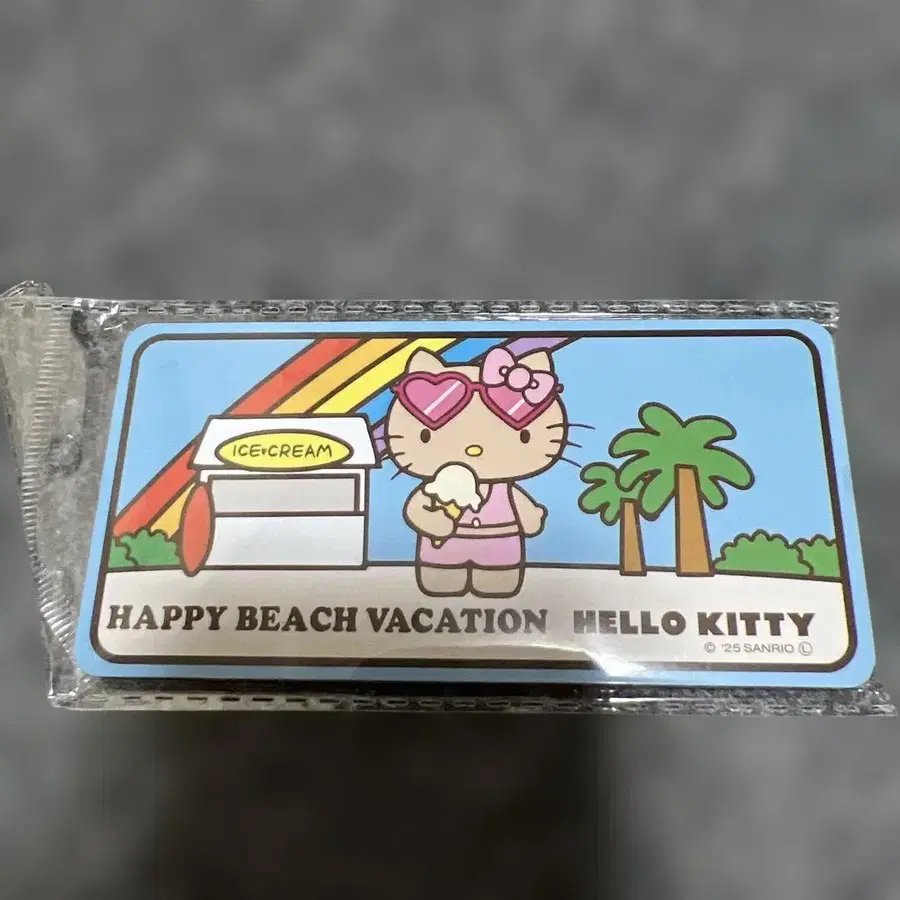 ICE♥CREAM
HAPPY BEACH VACATION HELLO KITTY
© '25 SANRIO Ⓛ